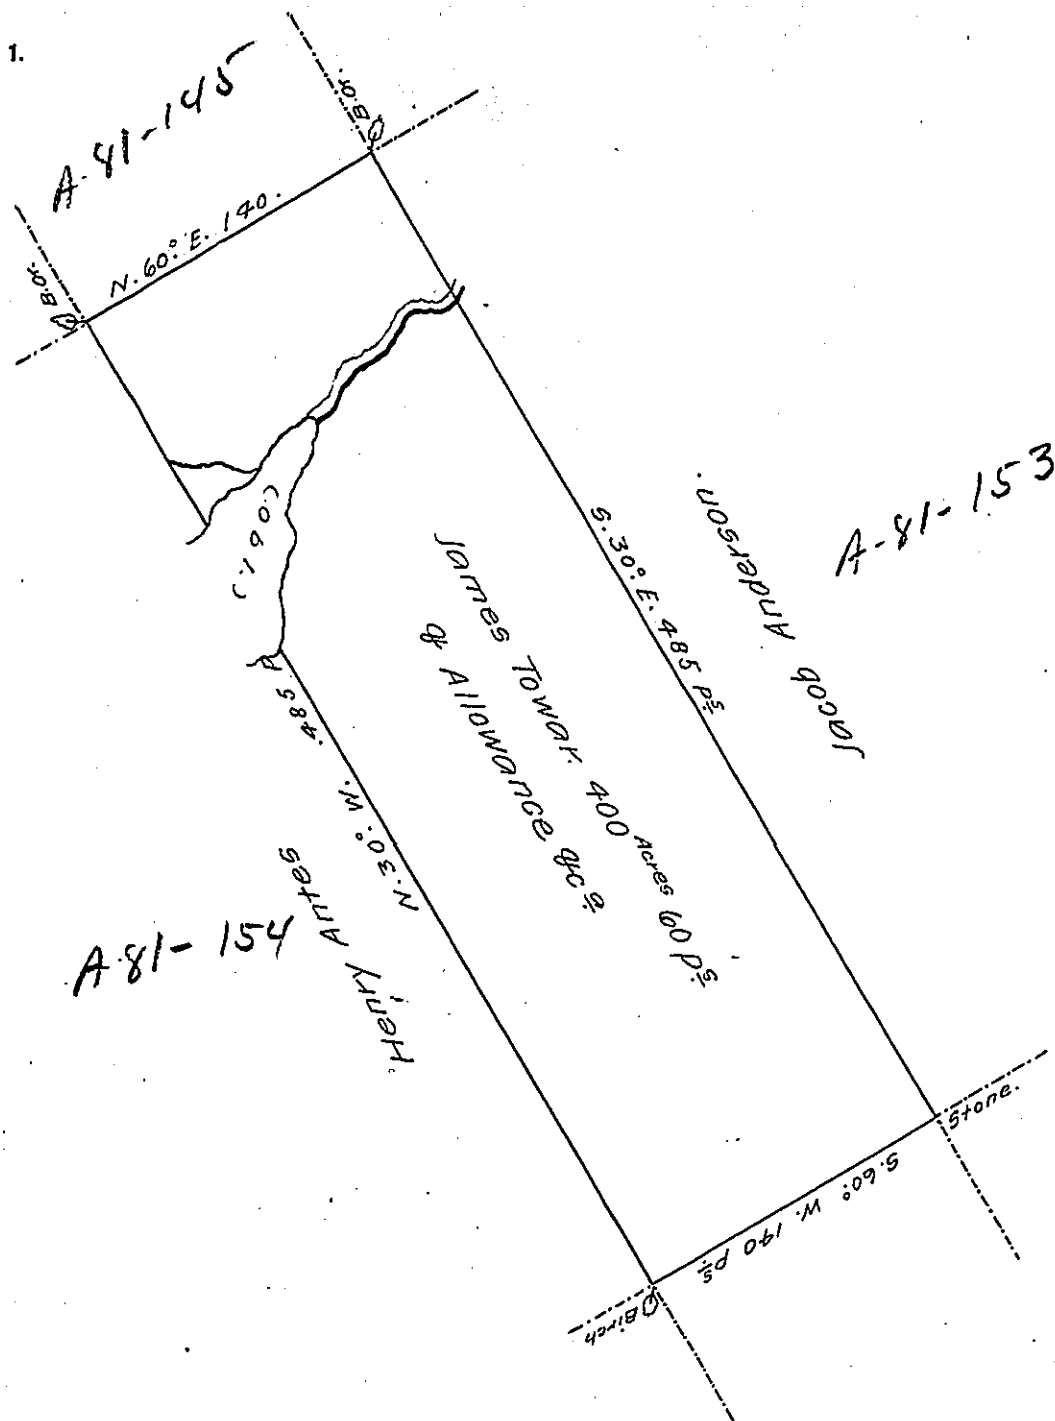 1.
A-81-145
B.o.
B.o.
N. 60° E. 140.
S. 30° E. 485 ps
Jacob Anderson.
A-81-153
James Towar. 400 Acres 60 ps
& Allowance &ca
.485 P
N. 30° W.
Henry Antes
A-81-154
Stone.
S. 60° W. 140 ps
Birch